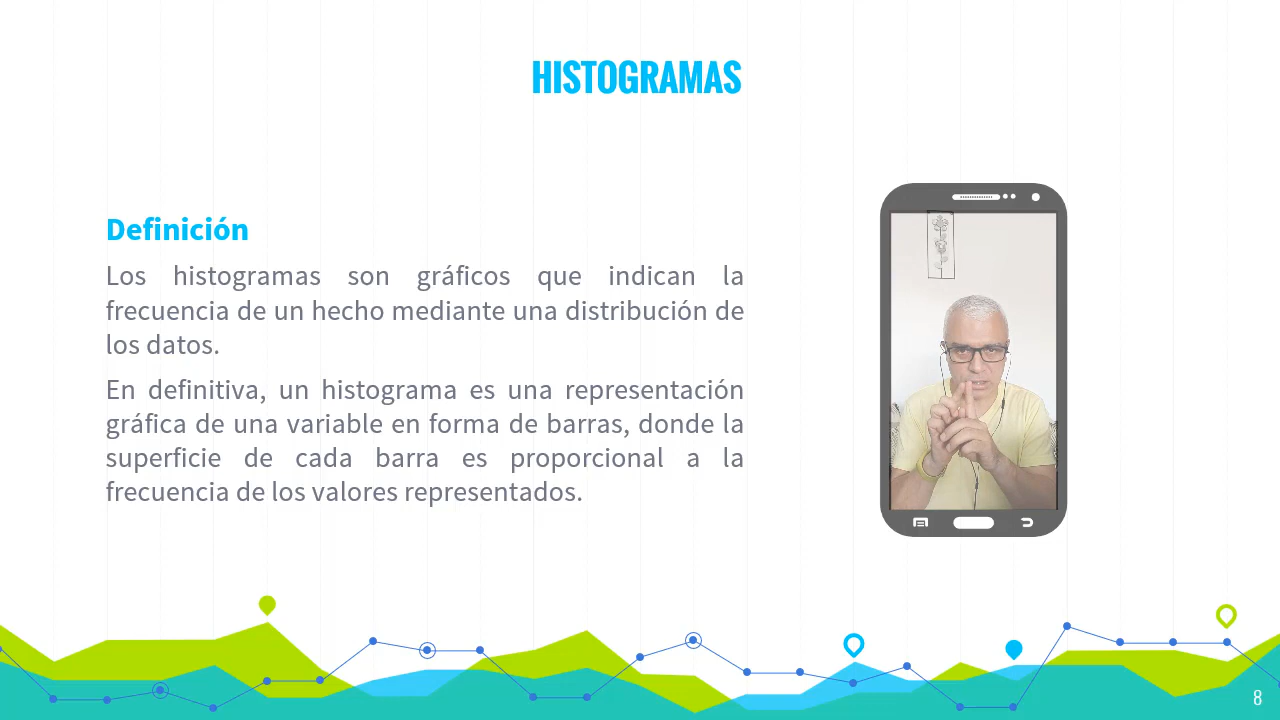 HISTOGRAMAS
Definición
Los histogramas son gráficos que indican la
frecuencia de un hecho mediante una distribución de
los datos.
En definitiva, un histograma es una representación
gráfica de una variable en forma de barras, donde la
superficie de cada barra es proporcional a la
frecuencia de los valores representados.
8